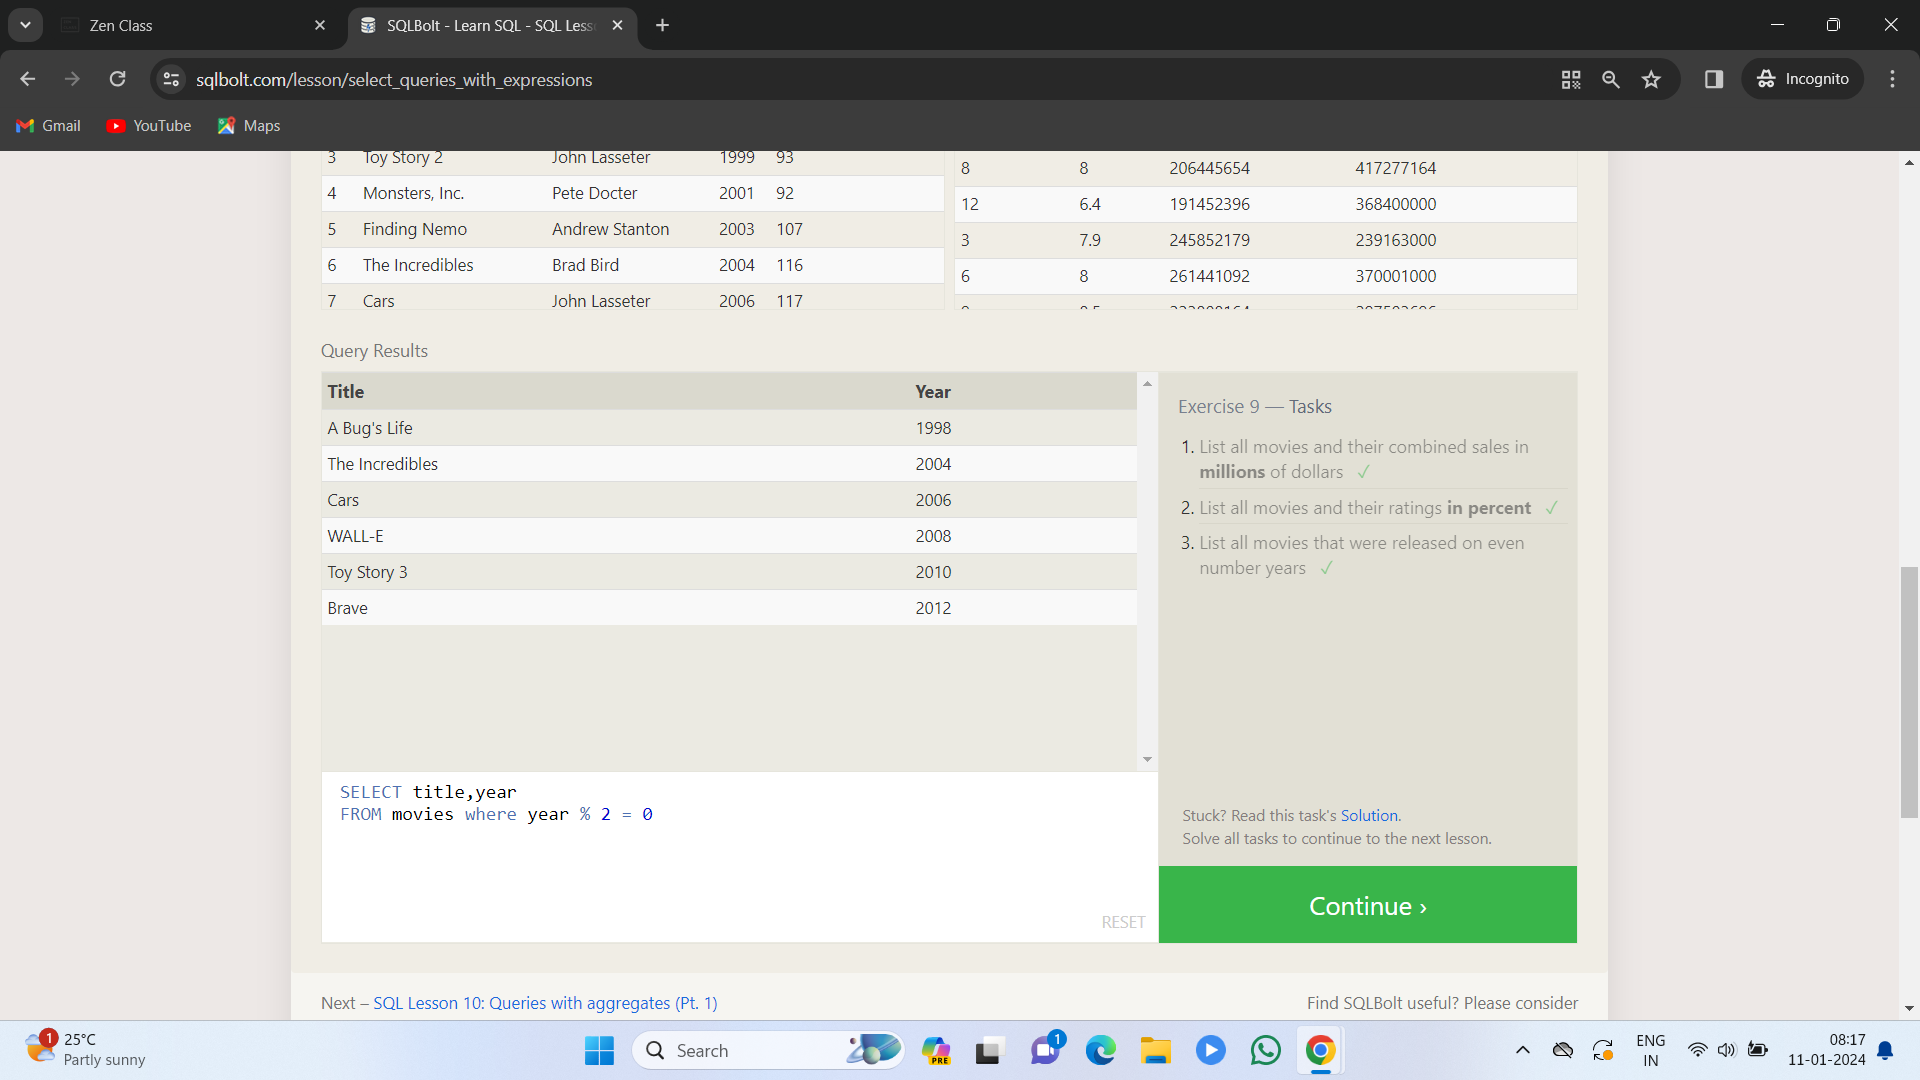 Zen Class
SQLBolt - Learn SQL - SQL Less
sqlbolt.com/lesson/select_queries_with_expressions
Incognito
Gmail
YouTube
Maps
3 Toy Story 2 John Lasseter 1999 93
4 Monsters, Inc. Pete Docter 2001 92
5 Finding Nemo Andrew Stanton 2003 107
6 The Incredibles Brad Bird 2004 116
7 Cars John Lasseter 2006 117
8 8 206445654 417277164
12 6.4 191452396 368400000
3 7.9 245852179 239163000
6 8 261441092 370001000
Query Results
Title Year
A Bug's Life 1998
The Incredibles 2004
Cars 2006
WALL-E 2008
Toy Story 3 2010
Brave 2012
Exercise 9 — Tasks
1. List all movies and their combined sales in
millions of dollars ✓
2. List all movies and their ratings in percent ✓
3. List all movies that were released on even
number years ✓
SELECT title,year
FROM movies where year % 2 = 0
RESET
Stuck? Read this task's Solution.
Solve all tasks to continue to the next lesson.
Continue ›
Next – SQL Lesson 10: Queries with aggregates (Pt. 1)
Find SQLBolt useful? Please consider
1
25°C
Partly sunny
Search
PRE
1
ENG
IN
08:17
11-01-2024